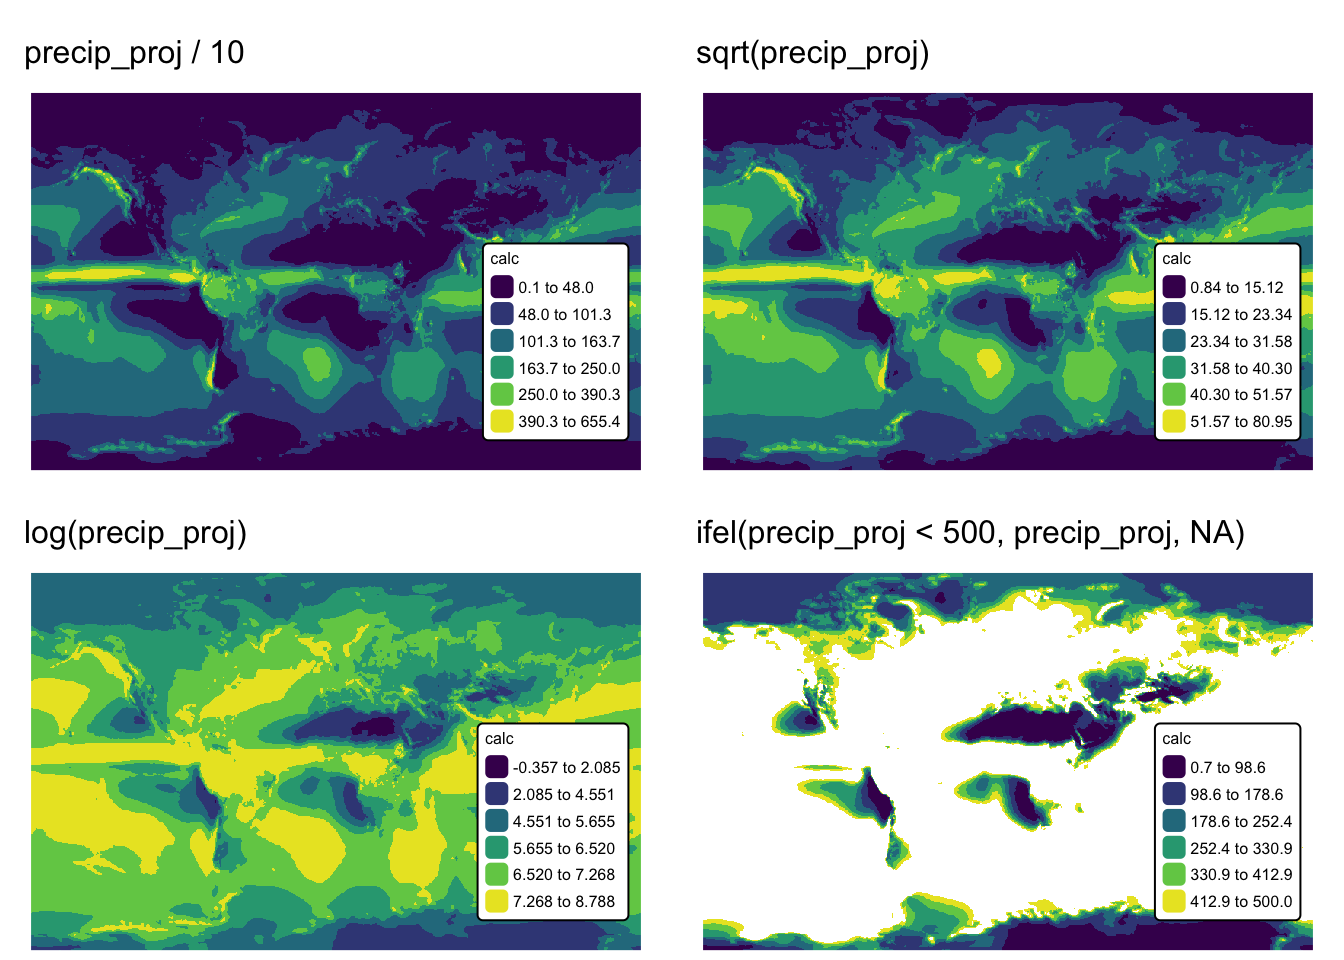 precip_proj / 10
calc
0.1 to 48.0
48.0 to 101.3
101.3 to 163.7
163.7 to 250.0
250.0 to 390.3
390.3 to 655.4
sqrt(precip_proj)
calc
0.84 to 15.12
15.12 to 23.34
23.34 to 31.58
31.58 to 40.30
40.30 to 51.57
51.57 to 80.95
log(precip_proj)
calc
-0.357 to 2.085
2.085 to 4.551
4.551 to 5.655
5.655 to 6.520
6.520 to 7.268
7.268 to 8.788
ifel(precip_proj < 500, precip_proj, NA)
calc
0.7 to 98.6
98.6 to 178.6
178.6 to 252.4
252.4 to 330.9
330.9 to 412.9
412.9 to 500.0